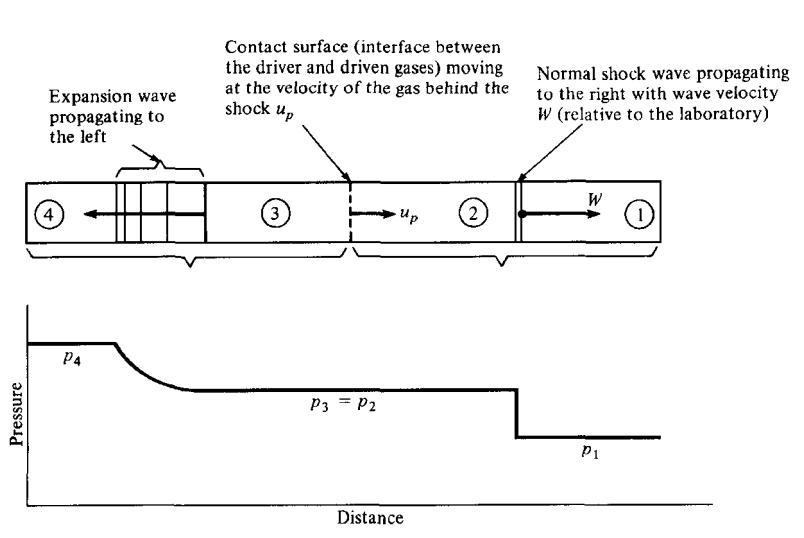 Contact surface (interface between
the driver and driven gases) moving
at the velocity of the gas behind the
shock u_p
Expansion wave
propagating to
the left
Normal shock wave propagating
to the right with wave velocity
W (relative to the laboratory)
4
3
u_p
2
W
1
p_4
p_3 = p_2
p_1
Pressure
Distance